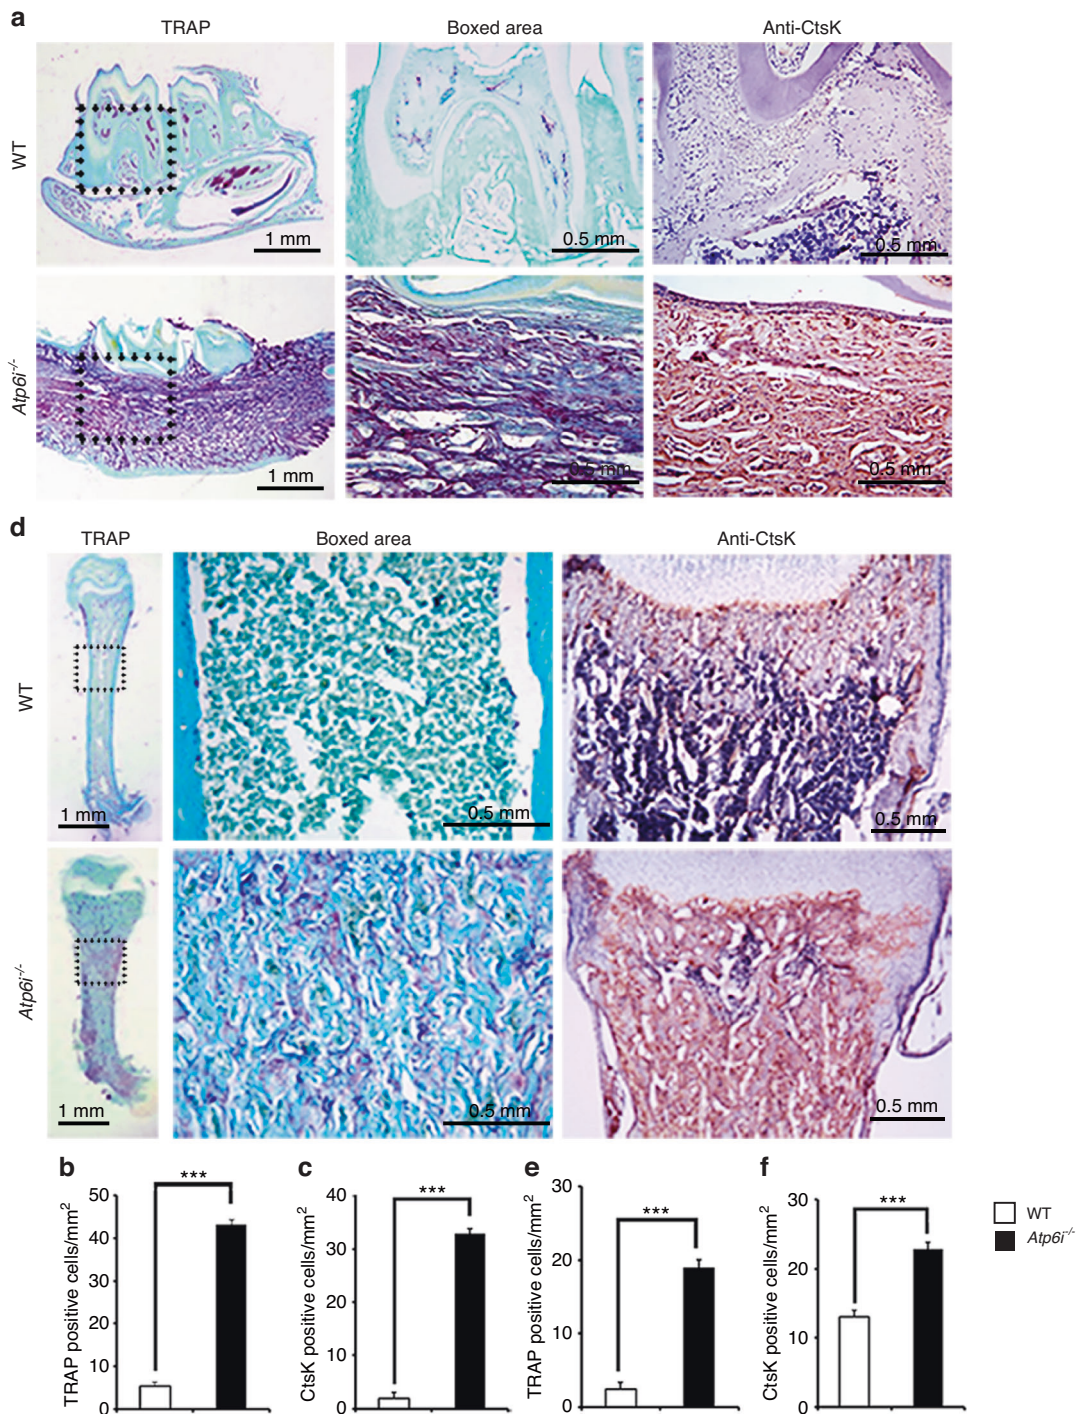 a
TRAP
Boxed area
Anti-CtsK
WT
1 mm
0.5 mm
0.5 mm
Atp6i-/-
1 mm
0.5 mm
0.5 mm
d
TRAP
Boxed area
Anti-CtsK
WT
1 mm
0.5 mm
0.5 mm
Atp6i-/-
1 mm
0.5 mm
0.5 mm
b
TRAP positive cells/mm²
50
40
30
20
10
0
***
c
CtsK positive cells/mm²
40
30
20
10
0
***
e
TRAP positive cells/mm²
30
20
10
0
***
f
CtsK positive cells/mm²
30
20
10
0
***
WT
Atp6i-/-